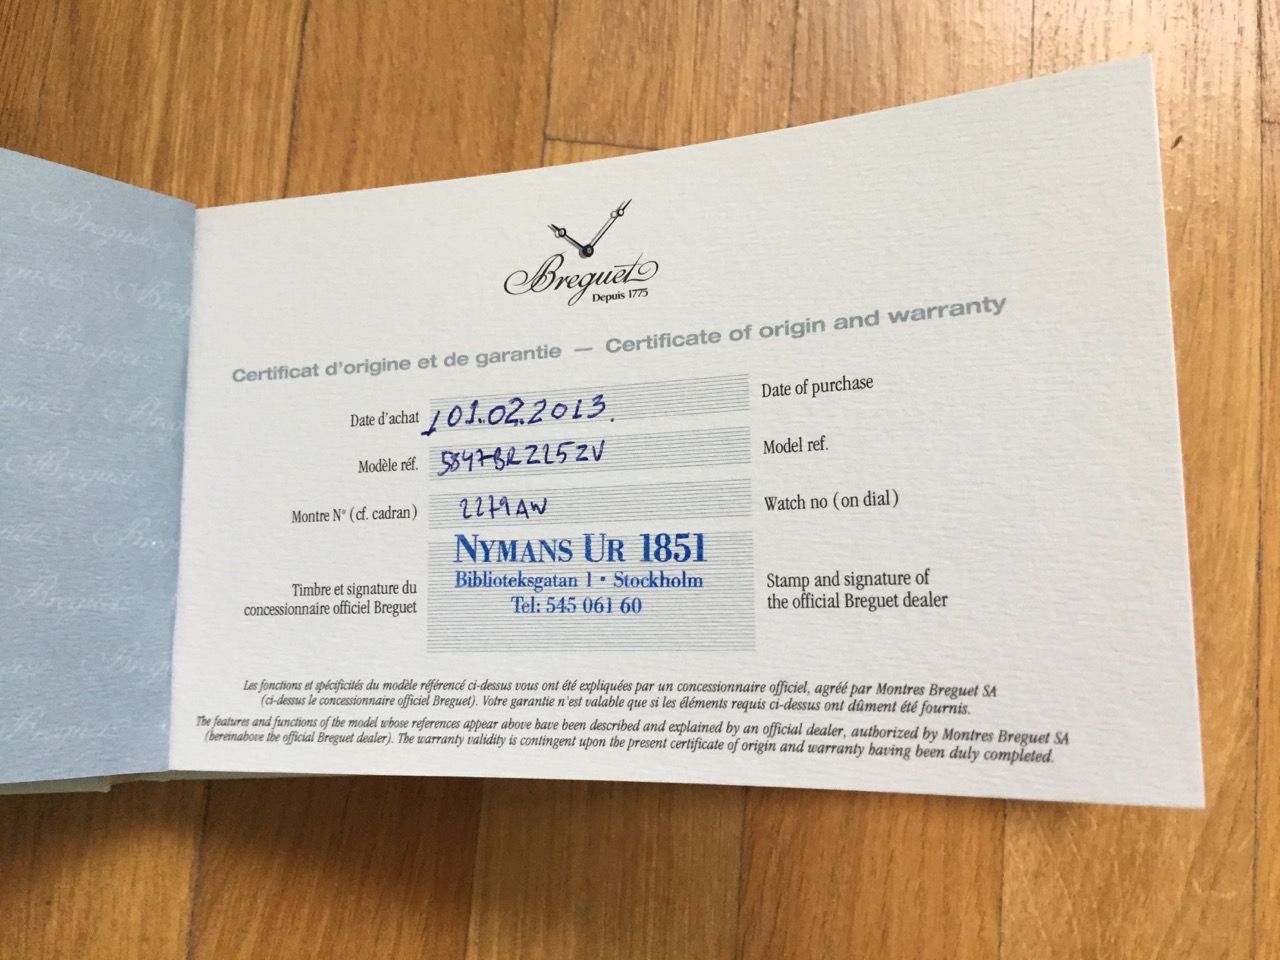 Breguet
Depuis 1775
Certificat d'origine et de garantie — Certificate of origin and warranty
Date d'achat 01.02.2013. Date of purchase
Modèle réf. 5847BRZ25ZV Model ref.
Montre N° (cf. cadran) 2279AW Watch no (on dial)
NYMANS UR 1851
Biblioteksgatan 1 · Stockholm
Tel: 545 061 60
Timbre et signature du
concessionnaire officiel Breguet
Stamp and signature of
the official Breguet dealer
Les fonctions et spécificités du modèle référencé ci-dessus vous ont été expliquées par un concessionnaire officiel, agréé par Montres Breguet SA
(ci-dessus le concessionnaire officiel Breguet). Votre garantie n'est valable que si les éléments requis ci-dessus ont dûment été fournis.
The features and functions of the model whose references appear above have been described and explained by an official dealer, authorized by Montres Breguet SA
(hereinabove the official Breguet dealer). The warranty validity is contingent upon the present certificate of origin and warranty having been duly completed.